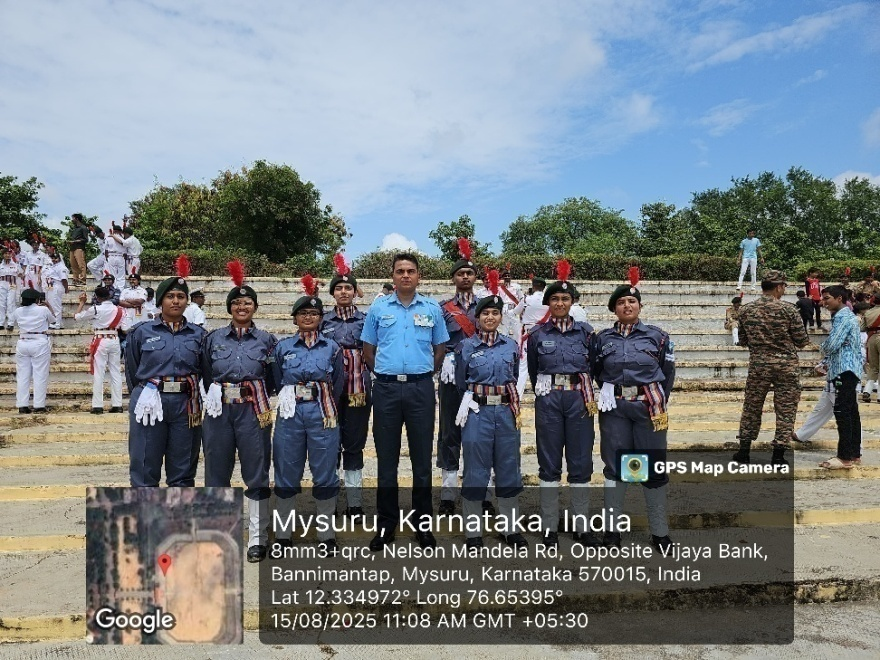 GPS Map Camera
Mysuru, Karnataka, India
8mm3+qrc, Nelson Mandela Rd, Opposite Vijaya Bank,
Bannimantap, Mysuru, Karnataka 570015, India
Lat 12.334972° Long 76.65395°
15/08/2025 11:08 AM GMT +05:30
Google